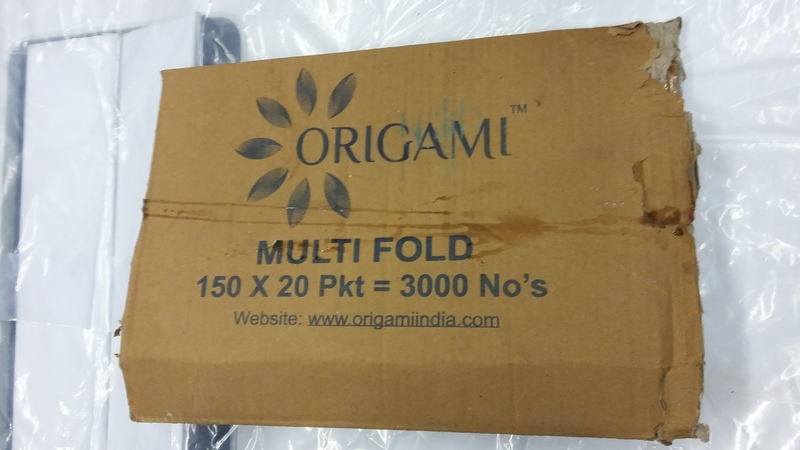 ORIGAMI™
MULTI FOLD
150 X 20 Pkt = 3000 No's
Website: www.origamiindia.com